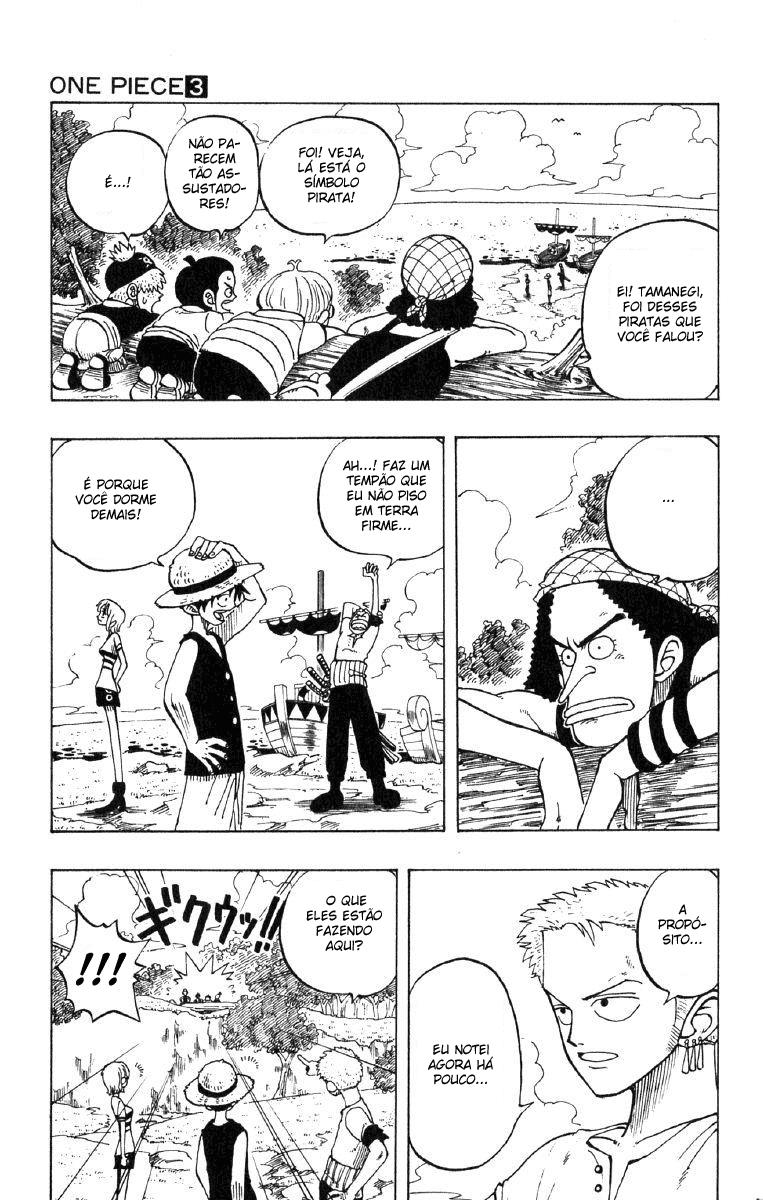 ONE PIECE 3
EI! TAMANEGI,
FOI DESSES
PIRATAS QUE
VOCÊ FALOU?
FOI! VEJA,
LÁ ESTÁ O
SÍMBOLO
PIRATA!
NÃO PA-
RECEM
TÃO AS-
SUSTADO-
RES!
É...!
...
AH...! FAZ UM
TEMPÃO QUE
EU NÃO PISO
EM TERRA
FIRME...
É PORQUE
VOCÊ DORME
DEMAIS!
A
PROPÓ-
SITO...
EU NOTEI
AGORA HÁ
POUCO...
O QUE
ELES ESTÃO
FAZENDO
AQUI?
ギクウッ!!
!!!